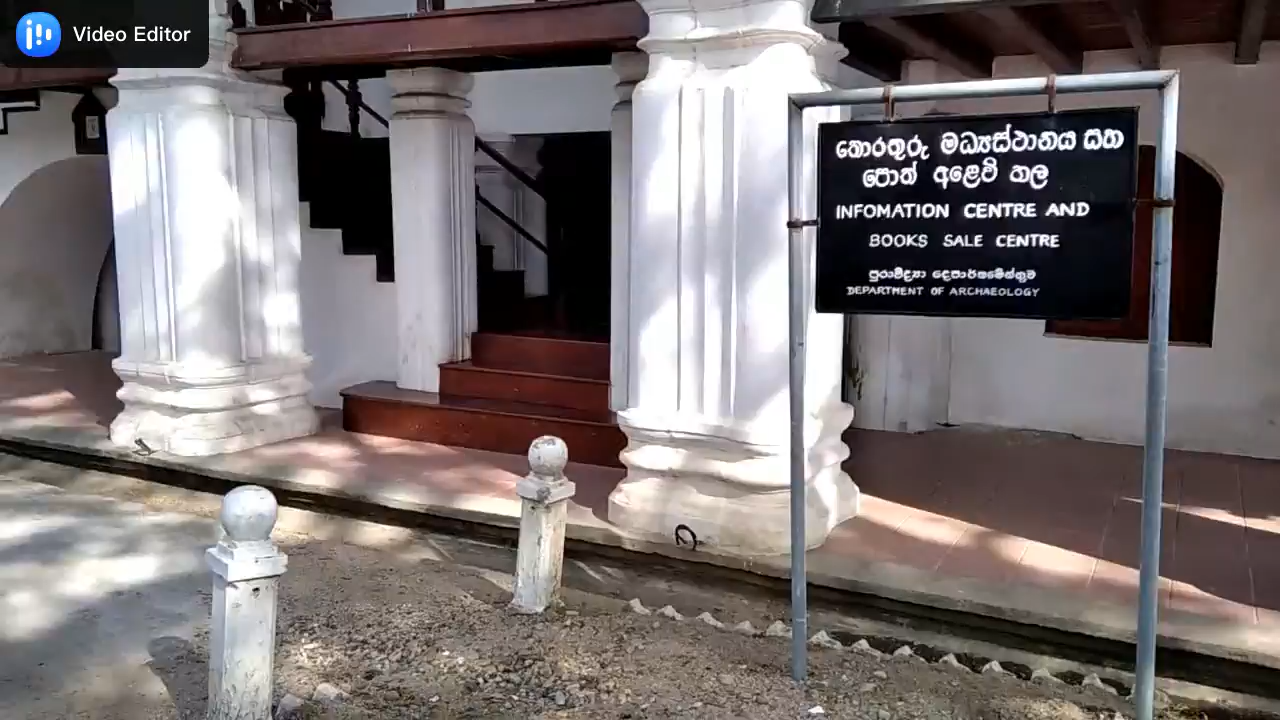 Video Editor
තොරතුරු මධ්‍යස්ථානය සහ
පොත් අළෙවි හල
INFOMATION CENTRE AND
BOOKS SALE CENTRE
පුරාවිද්‍යා දෙපාර්තමේන්තුව
DEPARTMENT OF ARCHAEOLOGY